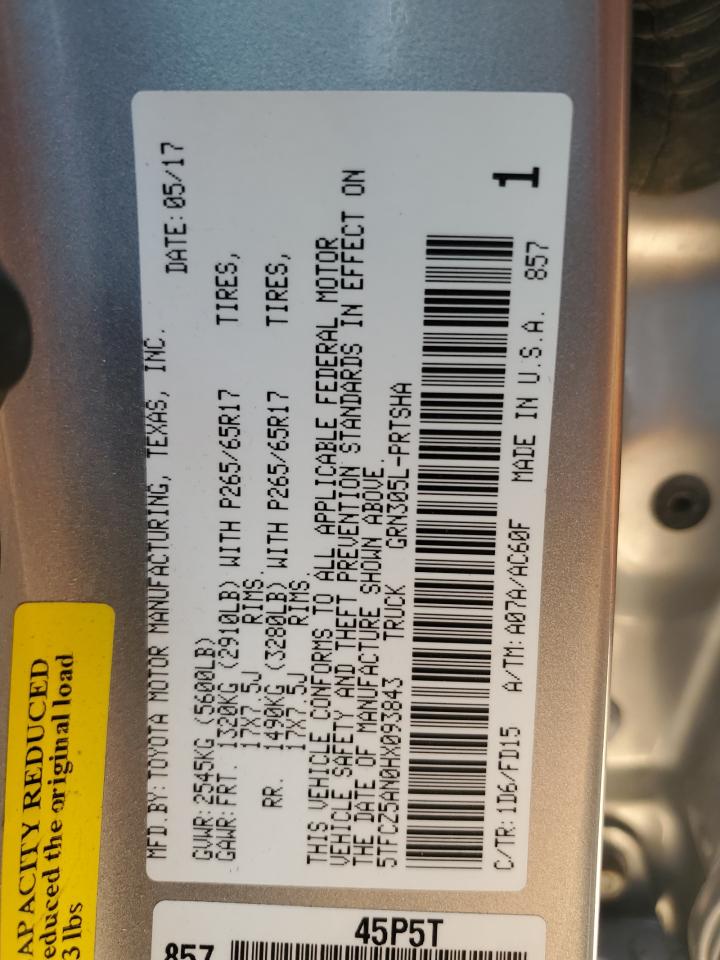 MFD.BY:TOYOTA MOTOR MANUFACTURING, TEXAS, INC. DATE:05/17
GVWR:2545KG (5600LB)
GAWR:FRT. 1320KG (2910LB) WITH P265/65R17 TIRES,
17X7.5J RIMS.
RR. 1490KG (3280LB) WITH P265/65R17 TIRES,
17X7.5J RIMS.
THIS VEHICLE CONFORMS TO ALL APPLICABLE FEDERAL MOTOR
VEHICLE SAFETY AND THEFT PREVENTION STANDARDS IN EFFECT ON
THE DATE OF MANUFACTURE SHOWN ABOVE.
5TFCZ5AN0HX093843 TRUCK GRN305L-PRTSHA
1
C/TR:1D6/FD15 A/TM:A07A/AC60F MADE IN U.S.A. 857
APACITY REDUCED
educed the original load
3 lbs
45P5T
857